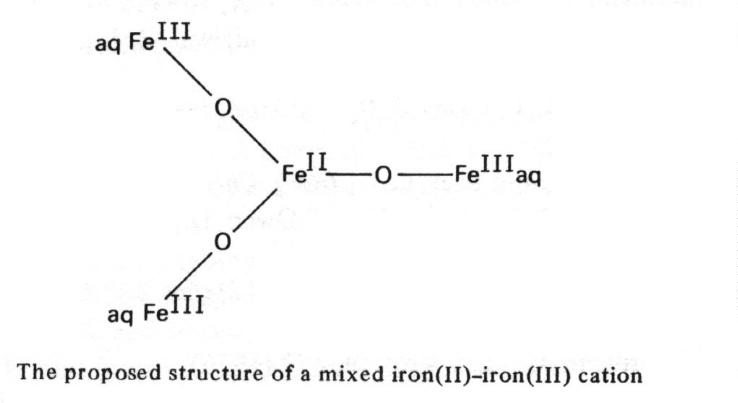 aq FeIII
O
FeII—O—FeIIIaq
O
aq FeIII
The proposed structure of a mixed iron(II)–iron(III) cation